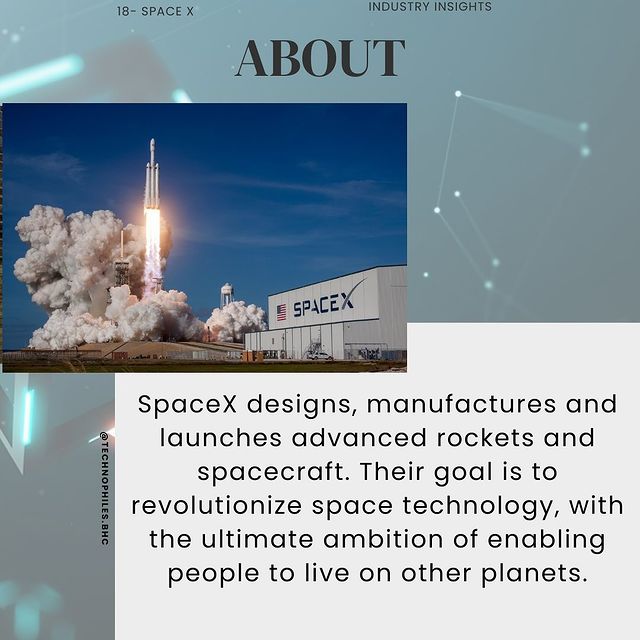 18- SPACE X
INDUSTRY INSIGHTS
ABOUT
SPACEX
SpaceX designs, manufactures and
launches advanced rockets and
spacecraft. Their goal is to
revolutionize space technology, with
the ultimate ambition of enabling
people to live on other planets.
@TECHNOPHILES.BHC